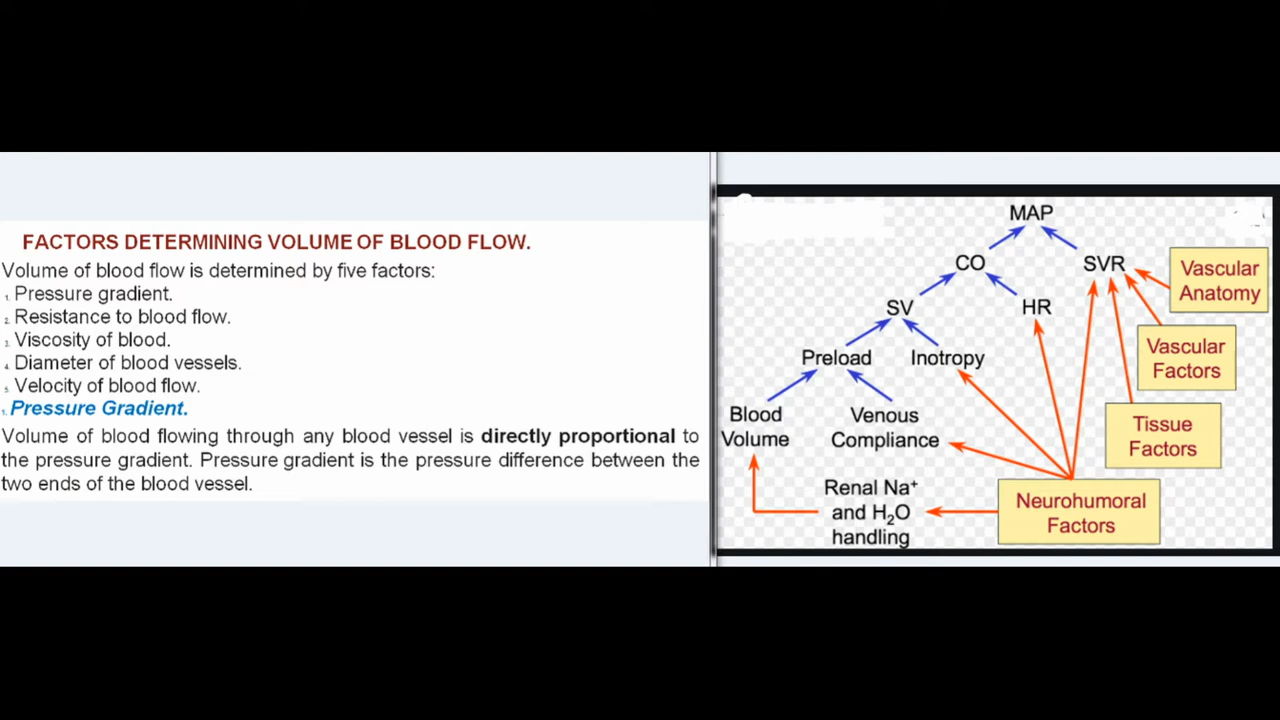 FACTORS DETERMINING VOLUME OF BLOOD FLOW.
Volume of blood flow is determined by five factors:
1. Pressure gradient.
2. Resistance to blood flow.
3. Viscosity of blood.
4. Diameter of blood vessels.
5. Velocity of blood flow.
1. Pressure Gradient.
Volume of blood flowing through any blood vessel is directly proportional to
the pressure gradient. Pressure gradient is the pressure difference between the
two ends of the blood vessel.
MAP
CO
SVR
Vascular
Anatomy
SV
HR
Vascular
Factors
Preload
Inotropy
Blood
Volume
Venous
Compliance
Tissue
Factors
Renal Na⁺
and H₂O
handling
Neurohumoral
Factors